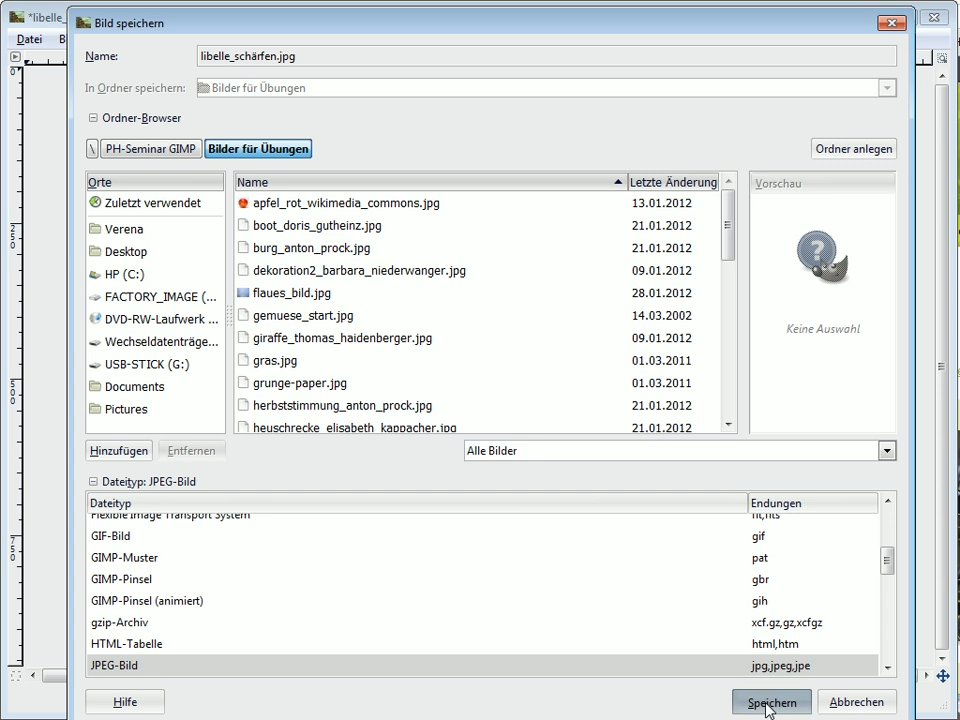 *libelle_
Bild speichern
Datei B
Name: libelle_schärfen.jpg
In Ordner speichern: Bilder für Übungen
Ordner-Browser
\ PH-Seminar GIMP Bilder für Übungen Ordner anlegen
Orte Name Letzte Änderung Vorschau
Zuletzt verwendet apfel_rot_wikimedia_commons.jpg 13.01.2012
Verena boot_doris_gutheinz.jpg 21.01.2012
Desktop burg_anton_prock.jpg 21.01.2012
HP (C:) dekoration2_barbara_niederwanger.jpg 09.01.2012
FACTORY_IMAGE (... flaues_bild.jpg 28.01.2012
DVD-RW-Laufwerk ... gemuese_start.jpg 14.03.2002
Keine Auswahl
Wechseldatenträge... giraffe_thomas_haidenberger.jpg 09.01.2012
USB-STICK (G:) gras.jpg 01.03.2011
Documents grunge-paper.jpg 01.03.2011
Pictures herbststimmung_anton_prock.jpg 21.01.2012
heuschrecke_elisabeth_kappacher.jpg 21.01.2012
Hinzufügen Entfernen Alle Bilder
Dateityp: JPEG-Bild
Dateityp Endungen
Flexible Image Transport System fit,fits
GIF-Bild gif
GIMP-Muster pat
GIMP-Pinsel gbr
GIMP-Pinsel (animiert) gih
gzip-Archiv xcf.gz,gz,xcfgz
HTML-Tabelle html,htm
JPEG-Bild jpg,jpeg,jpe
Hilfe Speichern Abbrechen
0
250
500
750